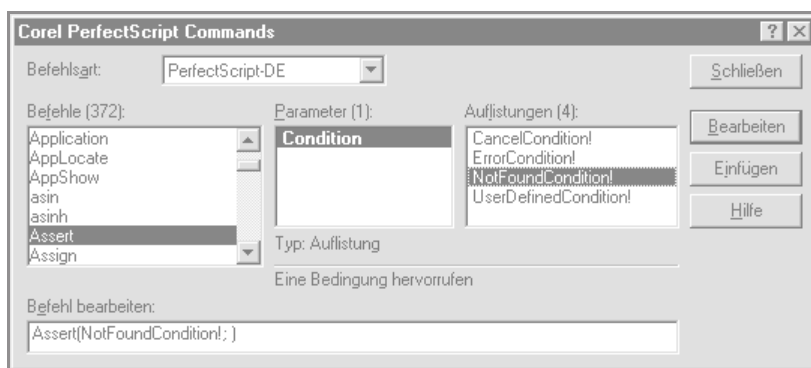 Corel PerfectScript Commands
Befehlsart:
PerfectScript-DE
Schließen
Befehle (372):
Application
AppLocate
AppShow
asin
asinh
Assert
Assign
Parameter (1):
Condition
Auflistungen (4):
CancelCondition!
ErrorCondition!
NotFoundCondition!
UserDefinedCondition!
Bearbeiten
Einfügen
Hilfe
Typ: Auflistung
Eine Bedingung hervorrufen
Befehl bearbeiten:
Assert(NotFoundCondition!; )